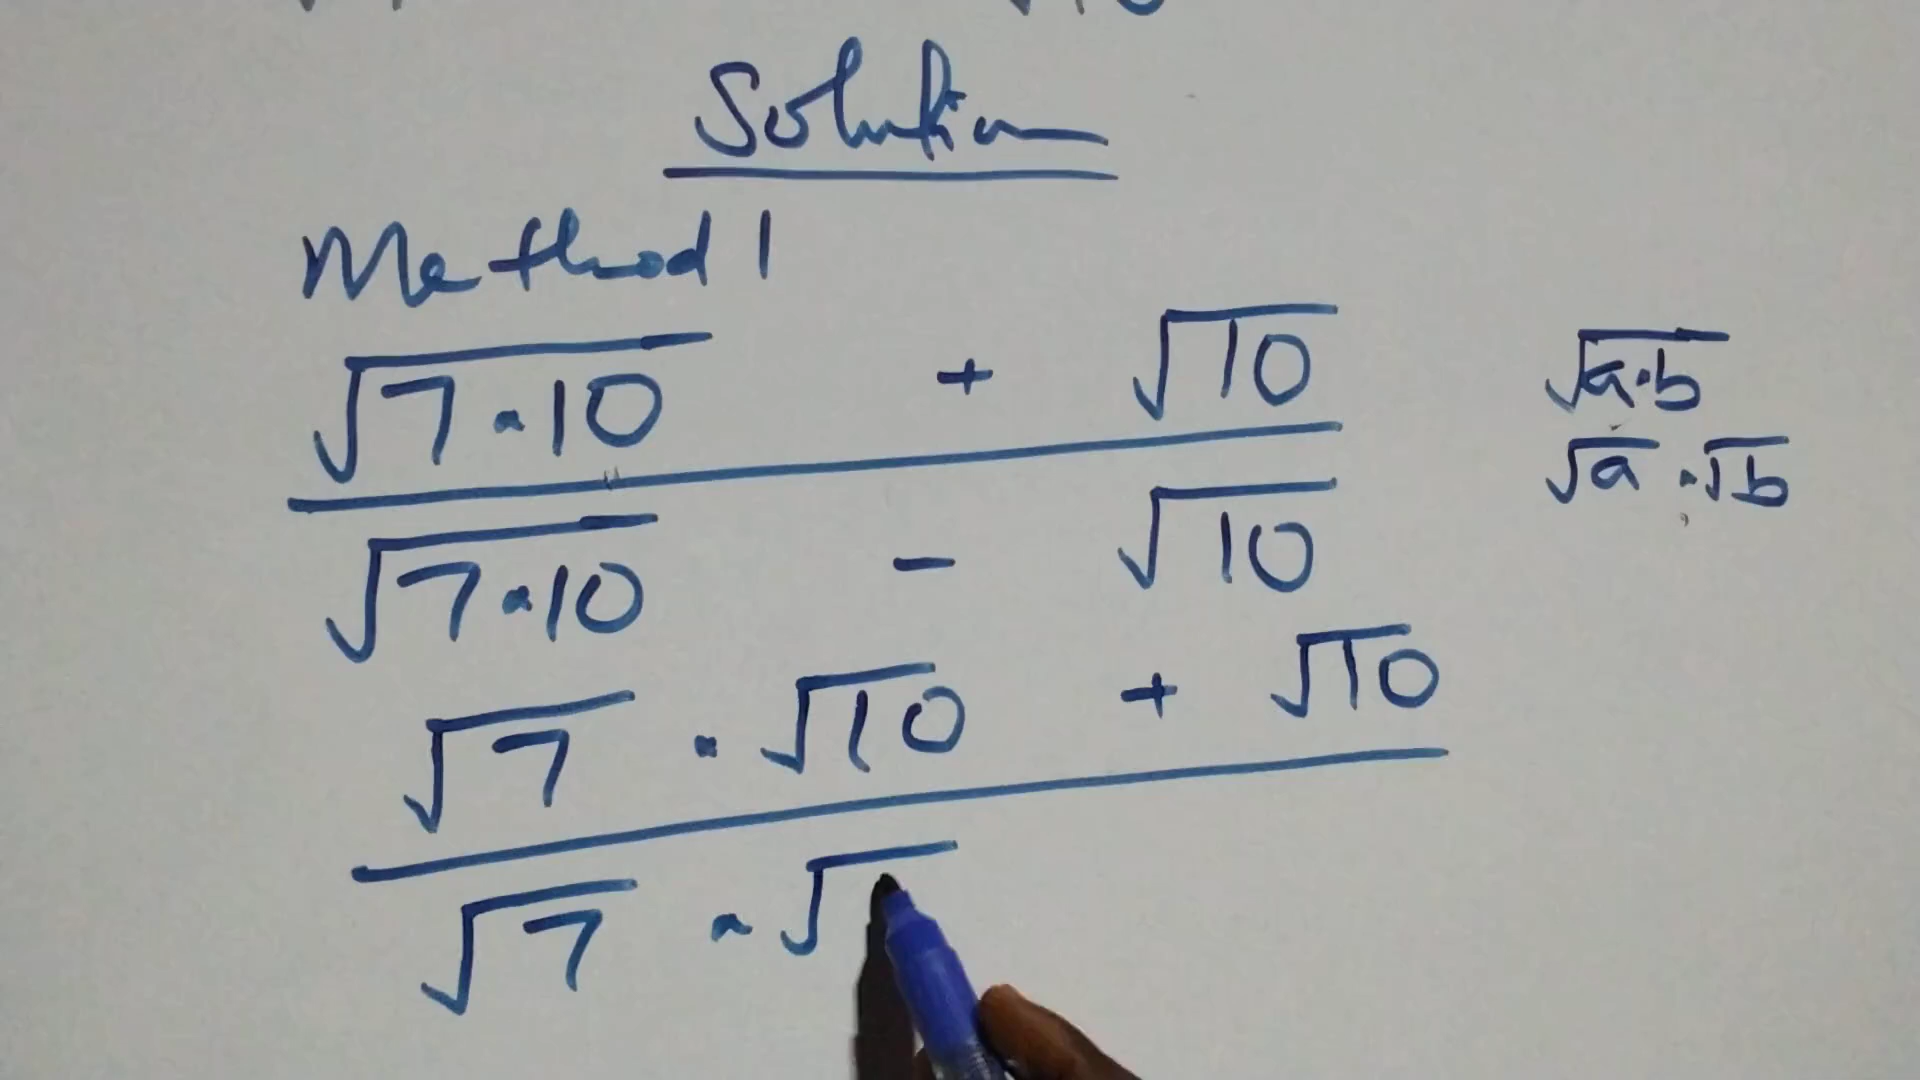 Solution
Method 1
√7·10 + √10
√7·10 - √10
√a·b
√a·√b
√7 · √10 + √10
√7 · √